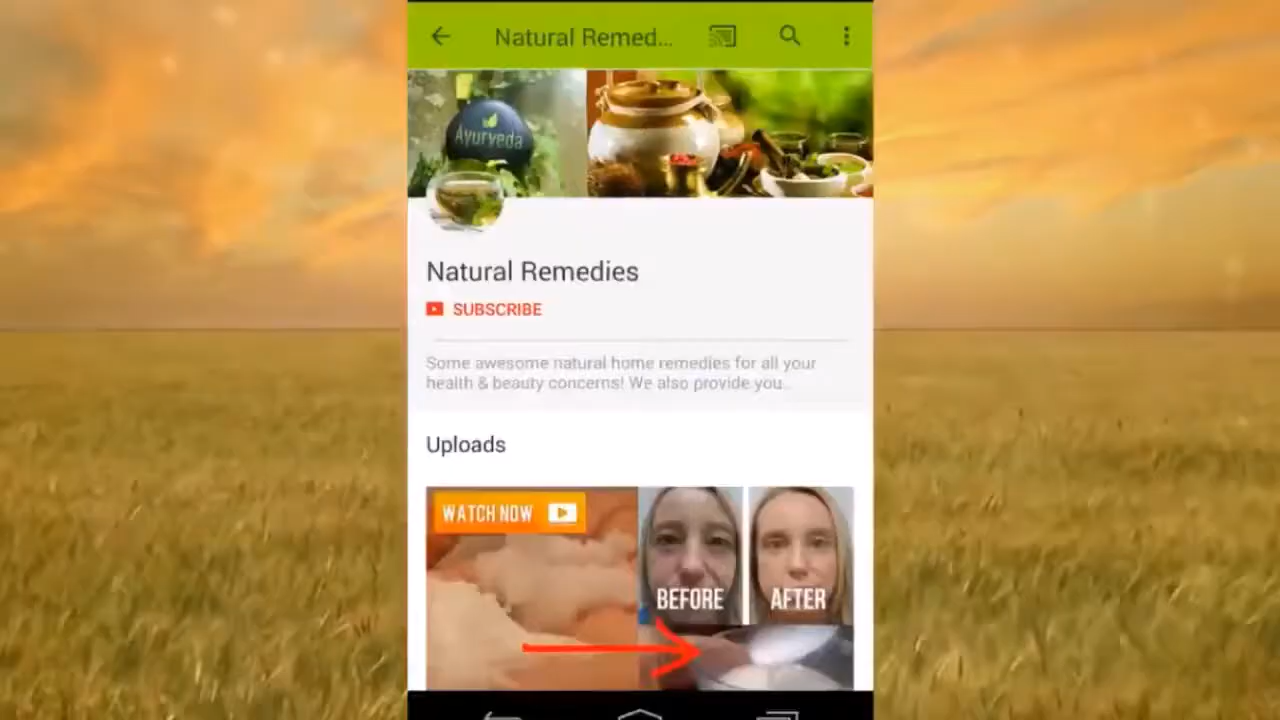 Natural Remed...
Ayurveda
Natural Remedies
SUBSCRIBE
Some awesome natural home remedies for all your
health & beauty concerns! We also provide you...
Uploads
WATCH NOW
BEFORE
AFTER